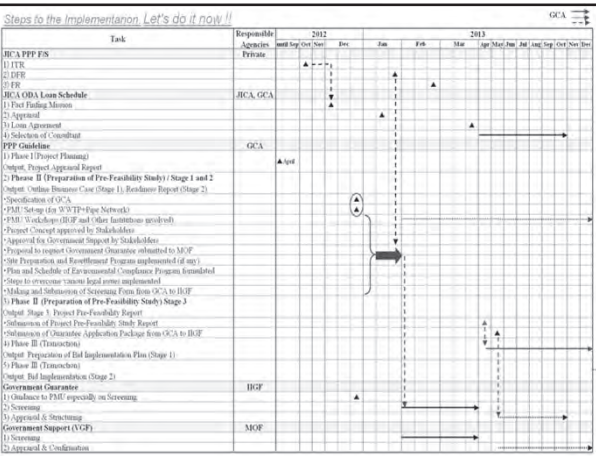 Steps to the Implementation, Let's do it now !!
GCA
Task
Responsible Agencies
2012
2013
until Sep Oct Nov Dec Jan Feb Mar Apr May Jun Jul Aug Sep Oct Nov Dec
JICA PPP F/S Private
1) ITR
2) DFR
3) FR
JICA ODA Loan Schedule JICA, GCA
1) Fact Finding Mission
2) Appraisal
3) Loan Agreement
4) Selection of Consultant
PPP Guideline GCA
1) Phase I (Project Planning)
Output: Project Appraisal Report
April
2) Phease II (Preparation of Pre-Feasibility Study) / Stage 1 and 2
Output: Outline Business Case (Stage 1), Readiness Report (Stage 2)
•Specification of GCA
•PMU Set-up (for WWTP+Pipe Network)
•PMU Workshops (IIGF and Other Institutions involved)
•Project Concept approved by Stakeholders
•Approval for Government Support by Stakeholders
•Proposal to request Government Guarantee submitted to MOF
•Site Preparation and Resettlement Program implemented (if any)
•Plan and Schedule of Environmental Compliance Program formulated
•Steps to overcome various legal issues implemented
•Making and Submission of Screening Form from GCA to IIGF
3) Phase II (Preparation of Pre-Feasibility Study) Stage 3
Output: Stage 3, Project Pre-Feasibility Report
•Submission of Project Pre-Feasibility Study Report
•Submission of Guarantee Application Package from GCA to IIGF
4) Phase III (Transaction)
Output: Preparation of Bid Implementation Plan (Stage 1)
5) Phase III (Transaction)
Output: Bid Implementation (Stage 2)
Government Guarantee IIGF
1) Guidance to PMU especially on Screening
2) Screening
3) Appraisal & Structuring
Government Support (VGF) MOF
1) Screening
2) Appraisal & Confirmation